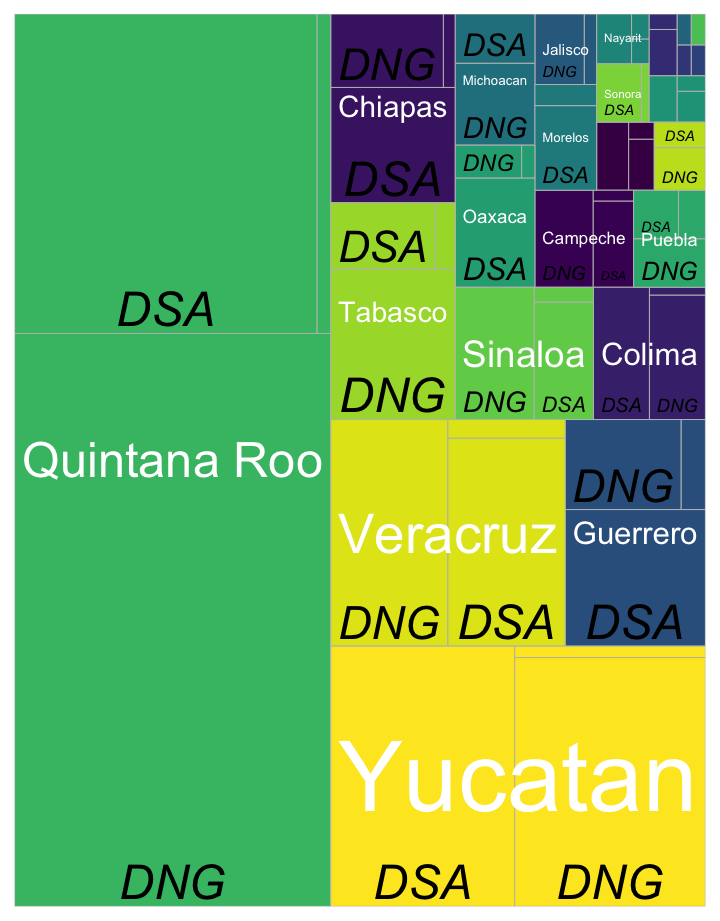 DSA
Quintana Roo
DNG
DNG
Chiapas
DSA
DSA
Tabasco
DNG
DSA
Michoacan
DNG
DNG
Oaxaca
DSA
Jalisco
DNG
Morelos
DSA
Nayarit
Sonora
DSA
DSA
DNG
Campeche
DNG
DSA
DSA
Puebla
DNG
Sinaloa
DNG
DSA
Colima
DSA
DNG
Veracruz
DNG
DSA
DNG
Guerrero
DSA
Yucatan
DSA
DNG